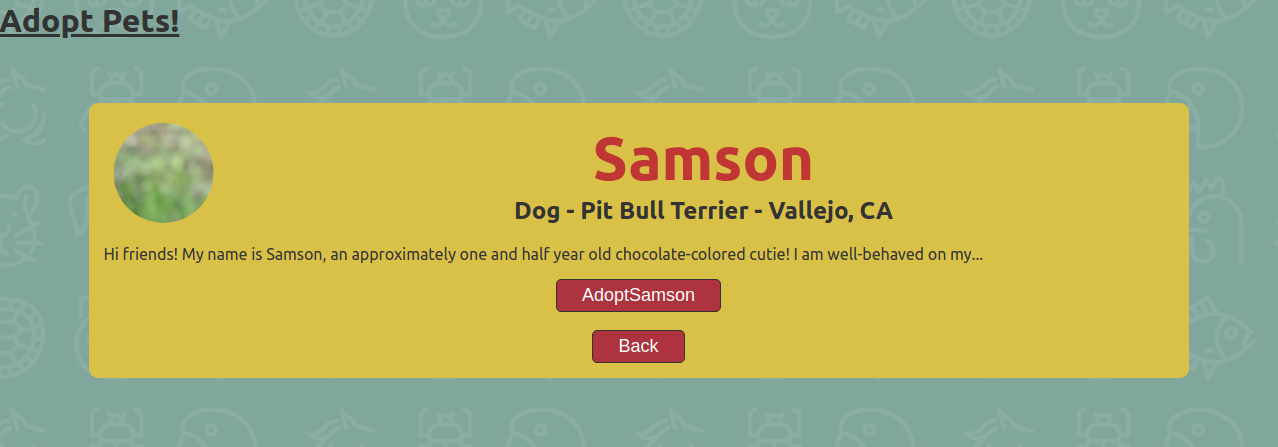 Adopt Pets!
Samson
Dog - Pit Bull Terrier - Vallejo, CA
Hi friends! My name is Samson, an approximately one and half year old chocolate-colored cutie! I am well-behaved on my...
AdoptSamson
Back